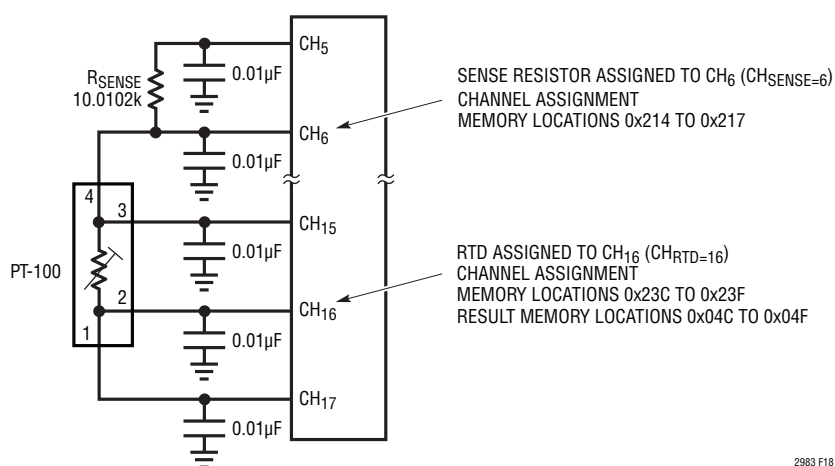 CH5
0.01µF
RSENSE
10.0102k
CH6
0.01µF
SENSE RESISTOR ASSIGNED TO CH6 (CHSENSE=6)
CHANNEL ASSIGNMENT
MEMORY LOCATIONS 0x214 TO 0x217
4
3
CH15
0.01µF
PT-100
2
1
CH16
0.01µF
RTD ASSIGNED TO CH16 (CHRTD=16)
CHANNEL ASSIGNMENT
MEMORY LOCATIONS 0x23C TO 0x23F
RESULT MEMORY LOCATIONS 0x04C TO 0x04F
CH17
0.01µF
2983 F18